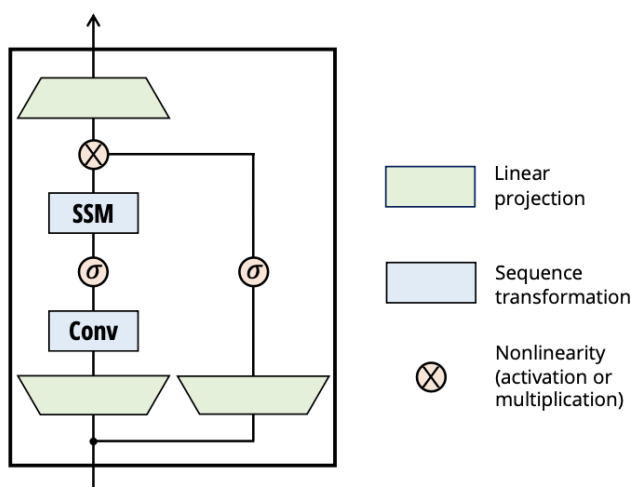 SSM
σ
σ
Conv
Linear
projection
Sequence
transformation
Nonlinearity
(activation or
multiplication)